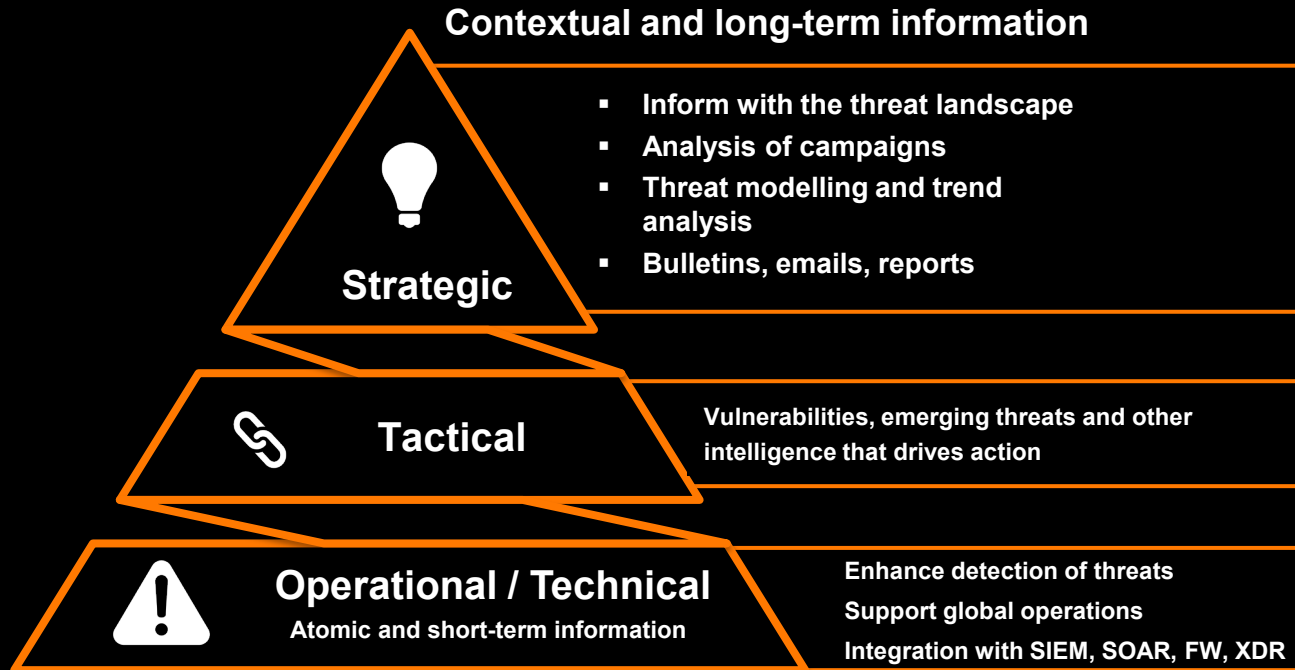 Contextual and long-term information
▪ Inform with the threat landscape
▪ Analysis of campaigns
▪ Threat modelling and trend
analysis
▪ Bulletins, emails, reports
Strategic
Tactical
Vulnerabilities, emerging threats and other
intelligence that drives action
Operational / Technical
Atomic and short-term information
Enhance detection of threats
Support global operations
Integration with SIEM, SOAR, FW, XDR